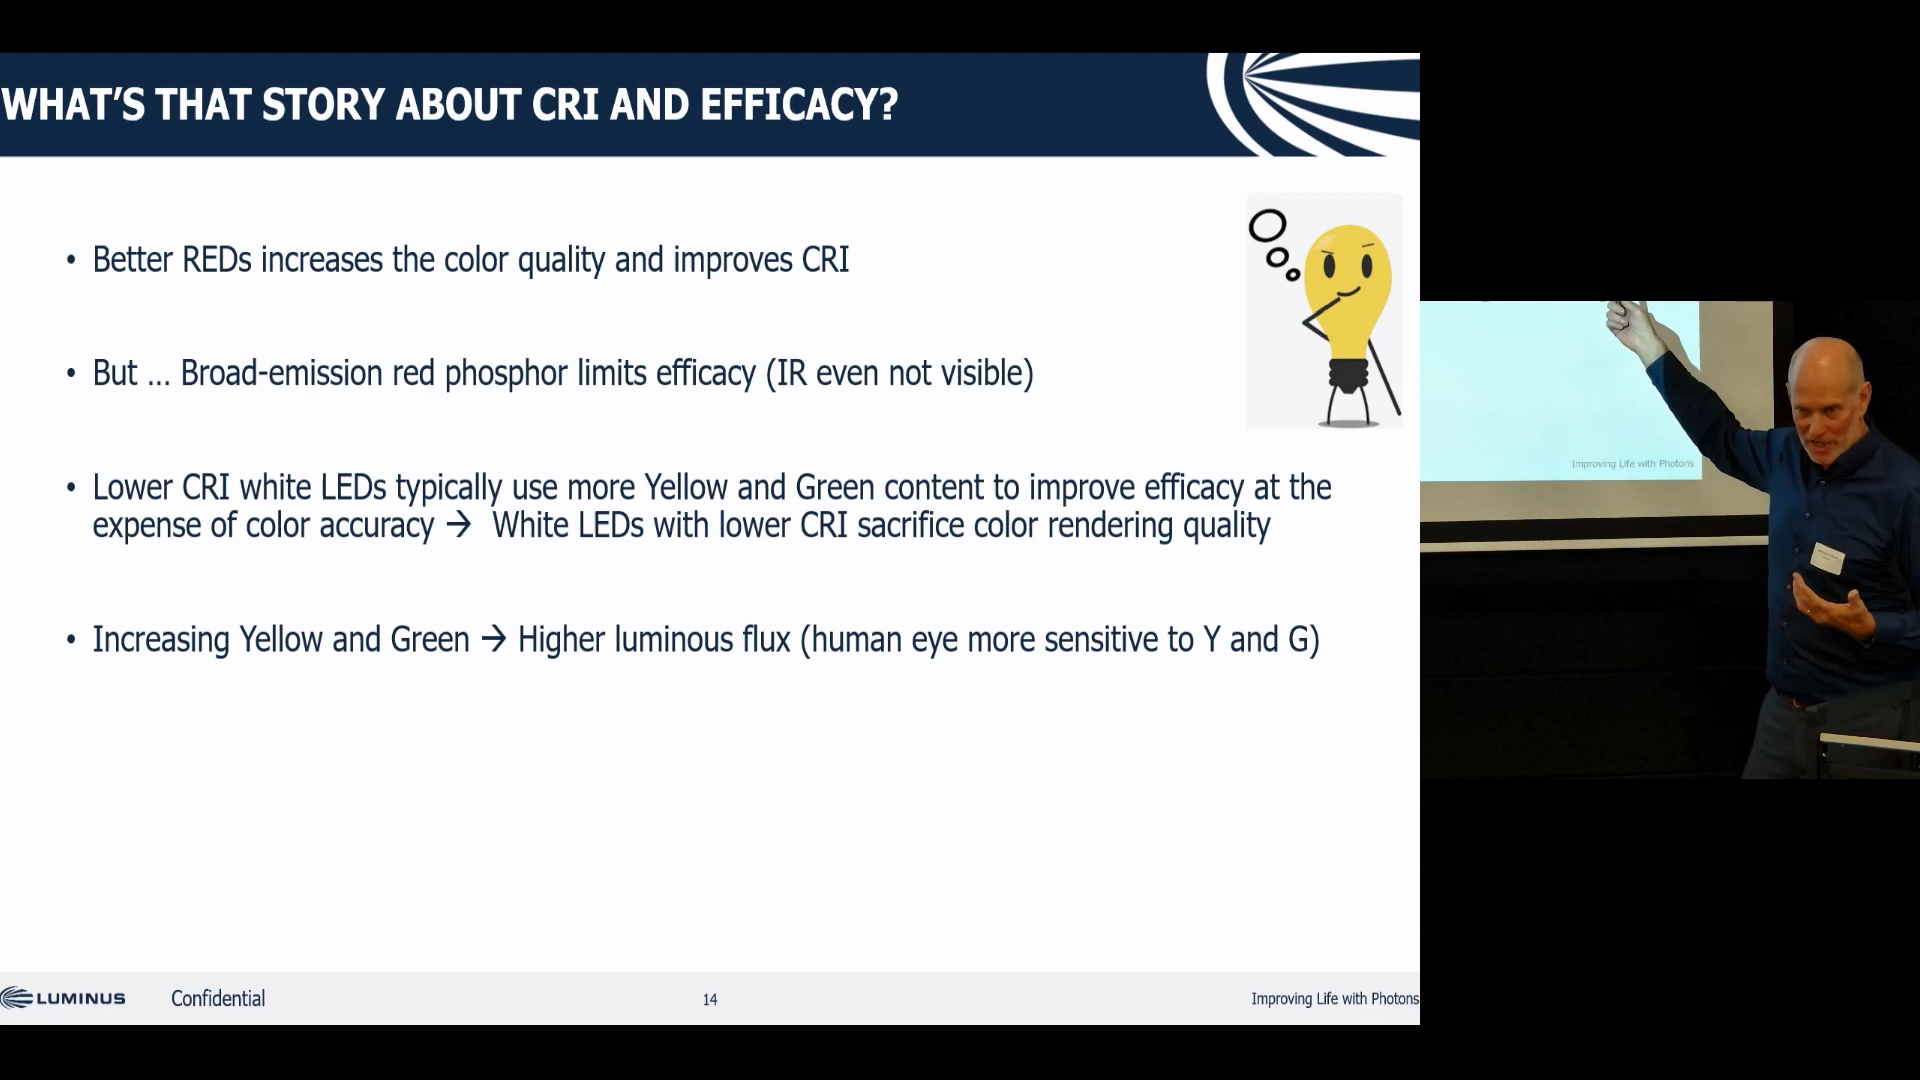 WHAT'S THAT STORY ABOUT CRI AND EFFICACY?
• Better REDs increases the color quality and improves CRI
• But ... Broad-emission red phosphor limits efficacy (IR even not visible)
• Lower CRI white LEDs typically use more Yellow and Green content to improve efficacy at the
expense of color accuracy → White LEDs with lower CRI sacrifice color rendering quality
• Increasing Yellow and Green → Higher luminous flux (human eye more sensitive to Y and G)
LUMINUS Confidential 14 Improving Life with Photons
Improving Life with Photons